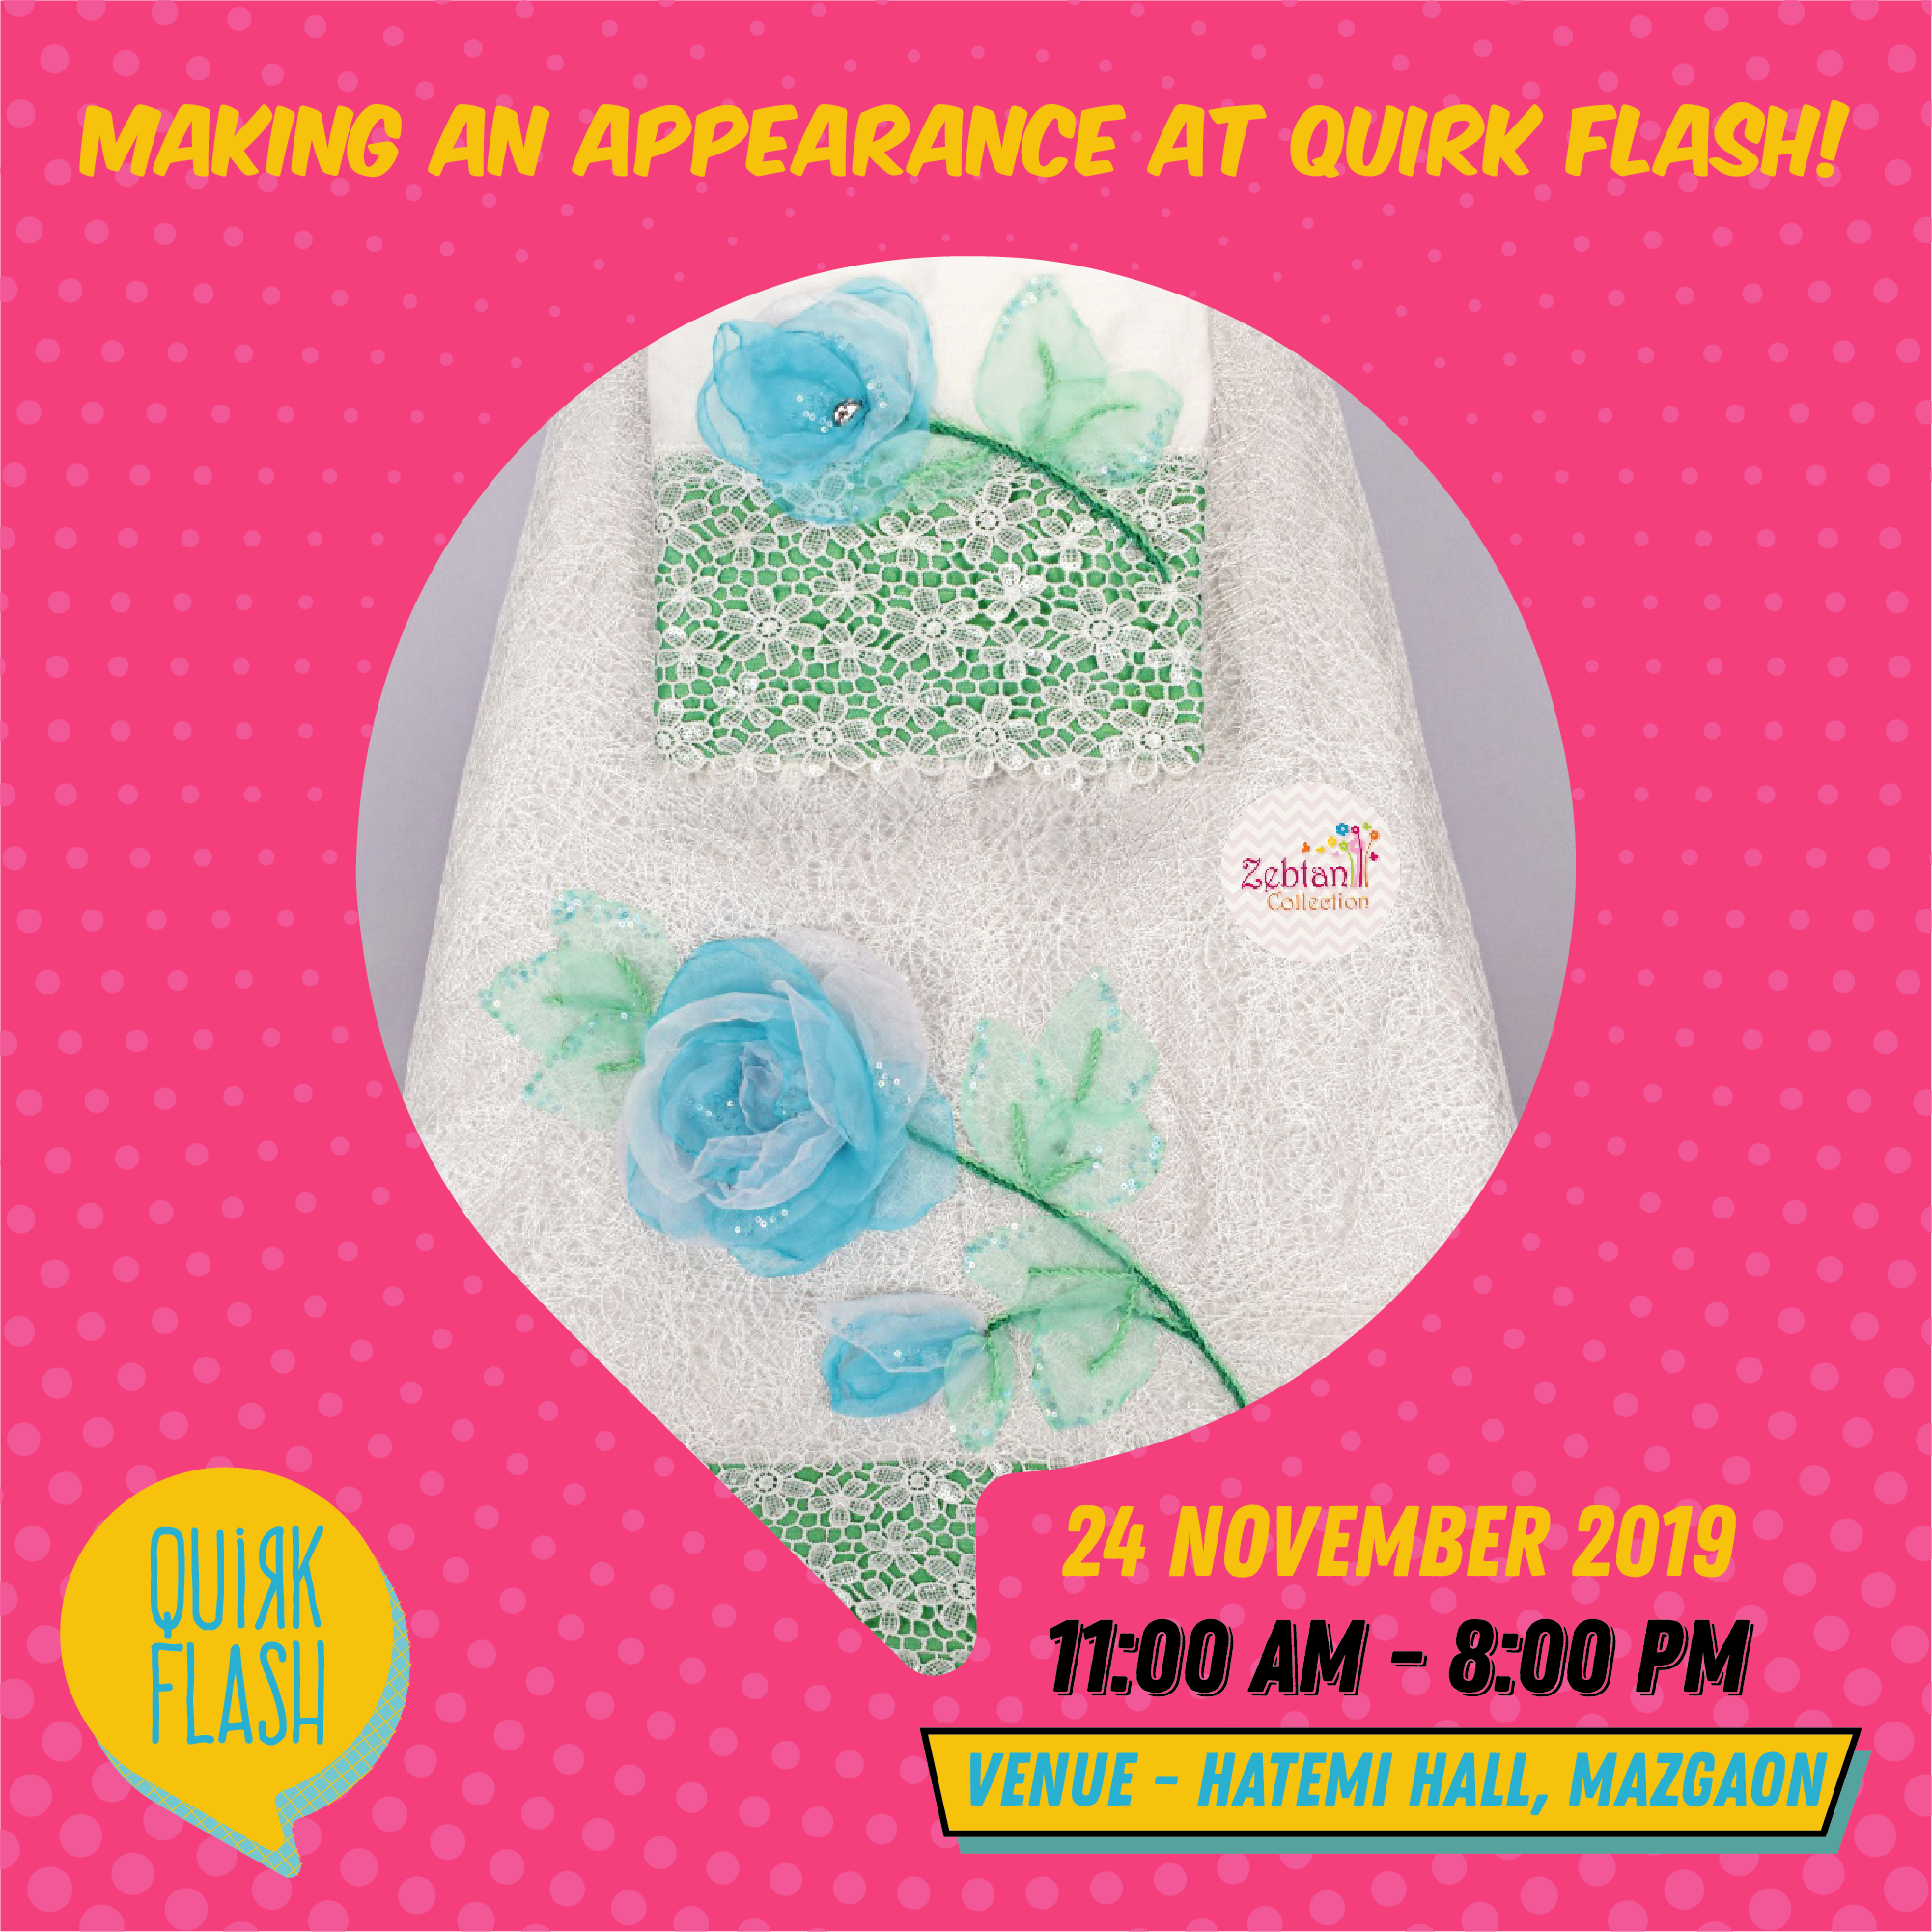 MAKING AN APPEARANCE AT QUIRK FLASH!
Zebtan
Collection
QUiRK
FLASH
24 NOVEMBER 2019
11:00 AM - 8:00 PM
VENUE - HATEMI HALL, MAZGAON